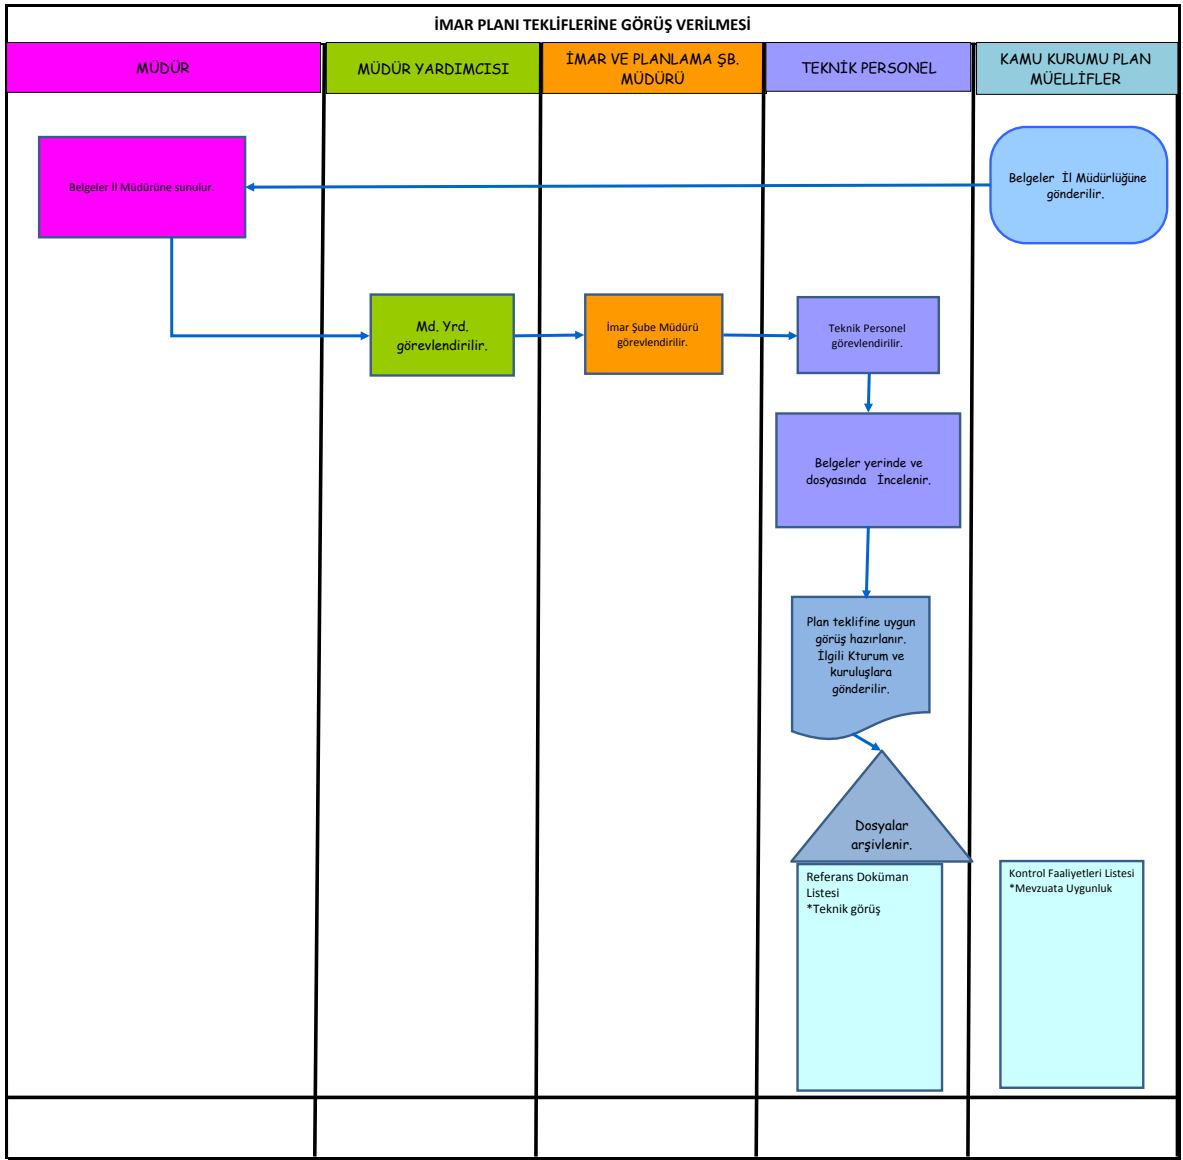 İMAR PLANI TEKLİFLERİNE GÖRÜŞ VERİLMESİ
MÜDÜR
MÜDÜR YARDIMCISI
İMAR VE PLANLAMA ŞB.
MÜDÜRÜ
TEKNİK PERSONEL
KAMU KURUMU PLAN
MÜELLİFLER
Belgeler İl Müdürüne sunulur.
Belgeler İl Müdürlüğüne
gönderilir.
Md. Yrd.
görevlendirilir.
İmar Şube Müdürü
görevlendirilir.
Teknik Personel
görevlendirilir.
Belgeler yerinde ve
dosyasında İncelenir.
Plan teklifine uygun
görüş hazırlanır.
İlgili Kturum ve
kuruluşlara
gönderilir.
Dosyalar
arşivlenir.
Referans Doküman
Listesi
*Teknik görüş
Kontrol Faaliyetleri Listesi
*Mevzuata Uygunluk